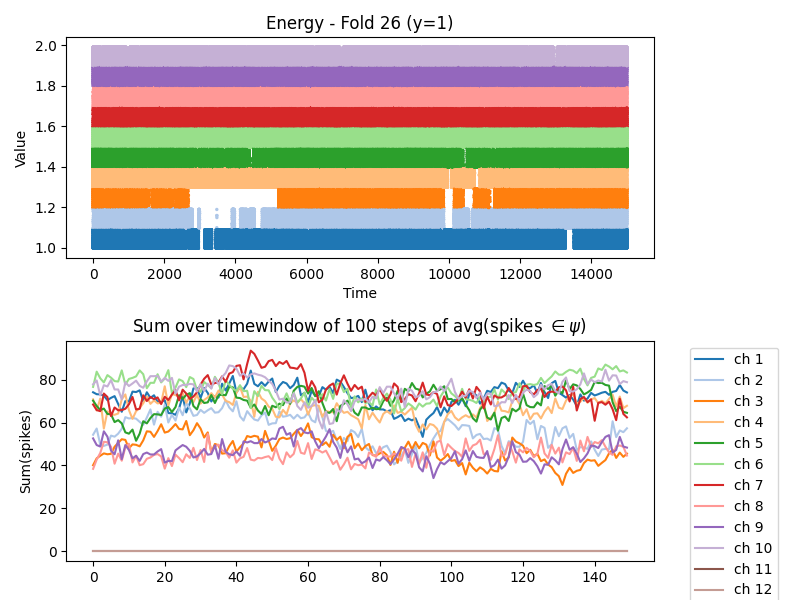 Energy - Fold 26 (y=1)
Value
2.0
1.8
1.6
1.4
1.2
1.0
0 2000 4000 6000 8000 10000 12000 14000
Time
Sum over timewindow of 100 steps of avg(spikes ∈ ψ)
Sum(spikes)
80
60
40
20
0
0 20 40 60 80 100 120 140
ch 1
ch 2
ch 3
ch 4
ch 5
ch 6
ch 7
ch 8
ch 9
ch 10
ch 11
ch 12